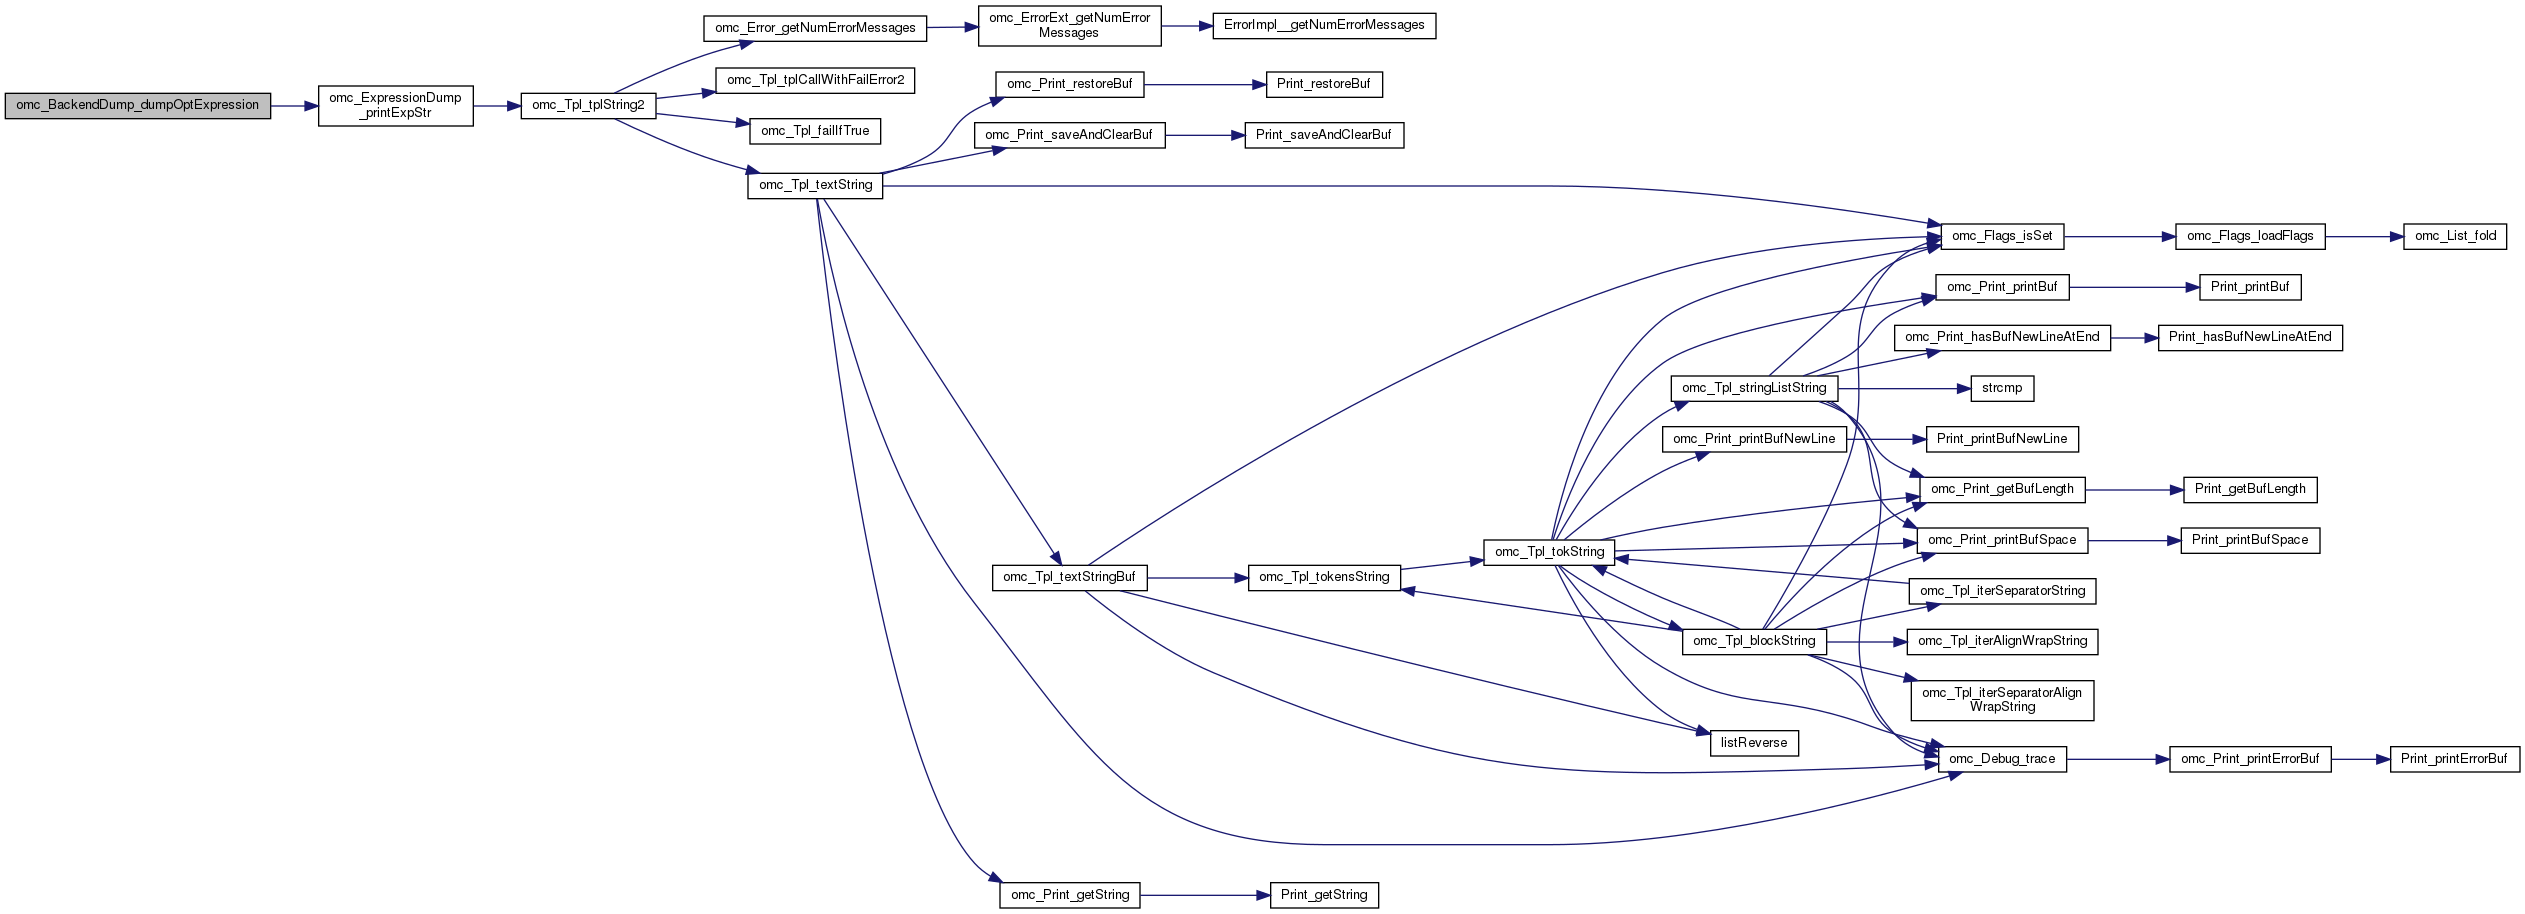 omc_BackendDump_dumpOptExpression
omc_ExpressionDump
_printExpStr
omc_Tpl_tplString2
omc_Error_getNumErrorMessages
omc_ErrorExt_getNumError
Messages
ErrorImpl__getNumErrorMessages
omc_Tpl_tplCallWithFailError2
omc_Tpl_failIfTrue
omc_Tpl_textString
omc_Print_restoreBuf
Print_restoreBuf
omc_Print_saveAndClearBuf
Print_saveAndClearBuf
omc_Flags_isSet
omc_Flags_loadFlags
omc_List_fold
omc_Print_printBuf
Print_printBuf
omc_Print_hasBufNewLineAtEnd
Print_hasBufNewLineAtEnd
omc_Tpl_stringListString
strcmp
omc_Print_printBufNewLine
Print_printBufNewLine
omc_Print_getBufLength
Print_getBufLength
omc_Print_printBufSpace
Print_printBufSpace
omc_Tpl_tokString
omc_Tpl_textStringBuf
omc_Tpl_tokensString
omc_Tpl_iterSeparatorString
omc_Tpl_blockString
omc_Tpl_iterAlignWrapString
omc_Tpl_iterSeparatorAlign
WrapString
listReverse
omc_Debug_trace
omc_Print_printErrorBuf
Print_printErrorBuf
omc_Print_getString
Print_getString